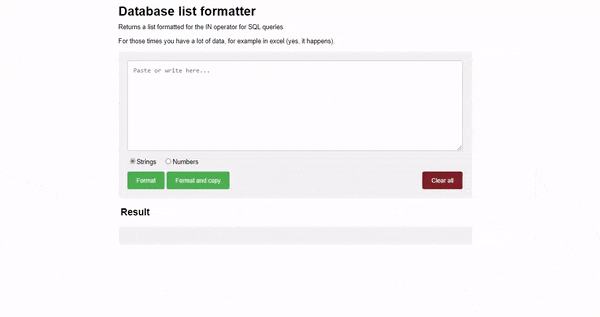 Database list formatter
Returns a list formatted for the IN operator for SQL queries
For those times you have a lot of data, for example in excel (yes, it happens).
Paste or write here...
Strings Numbers
Format Format and copy Clear all
Result